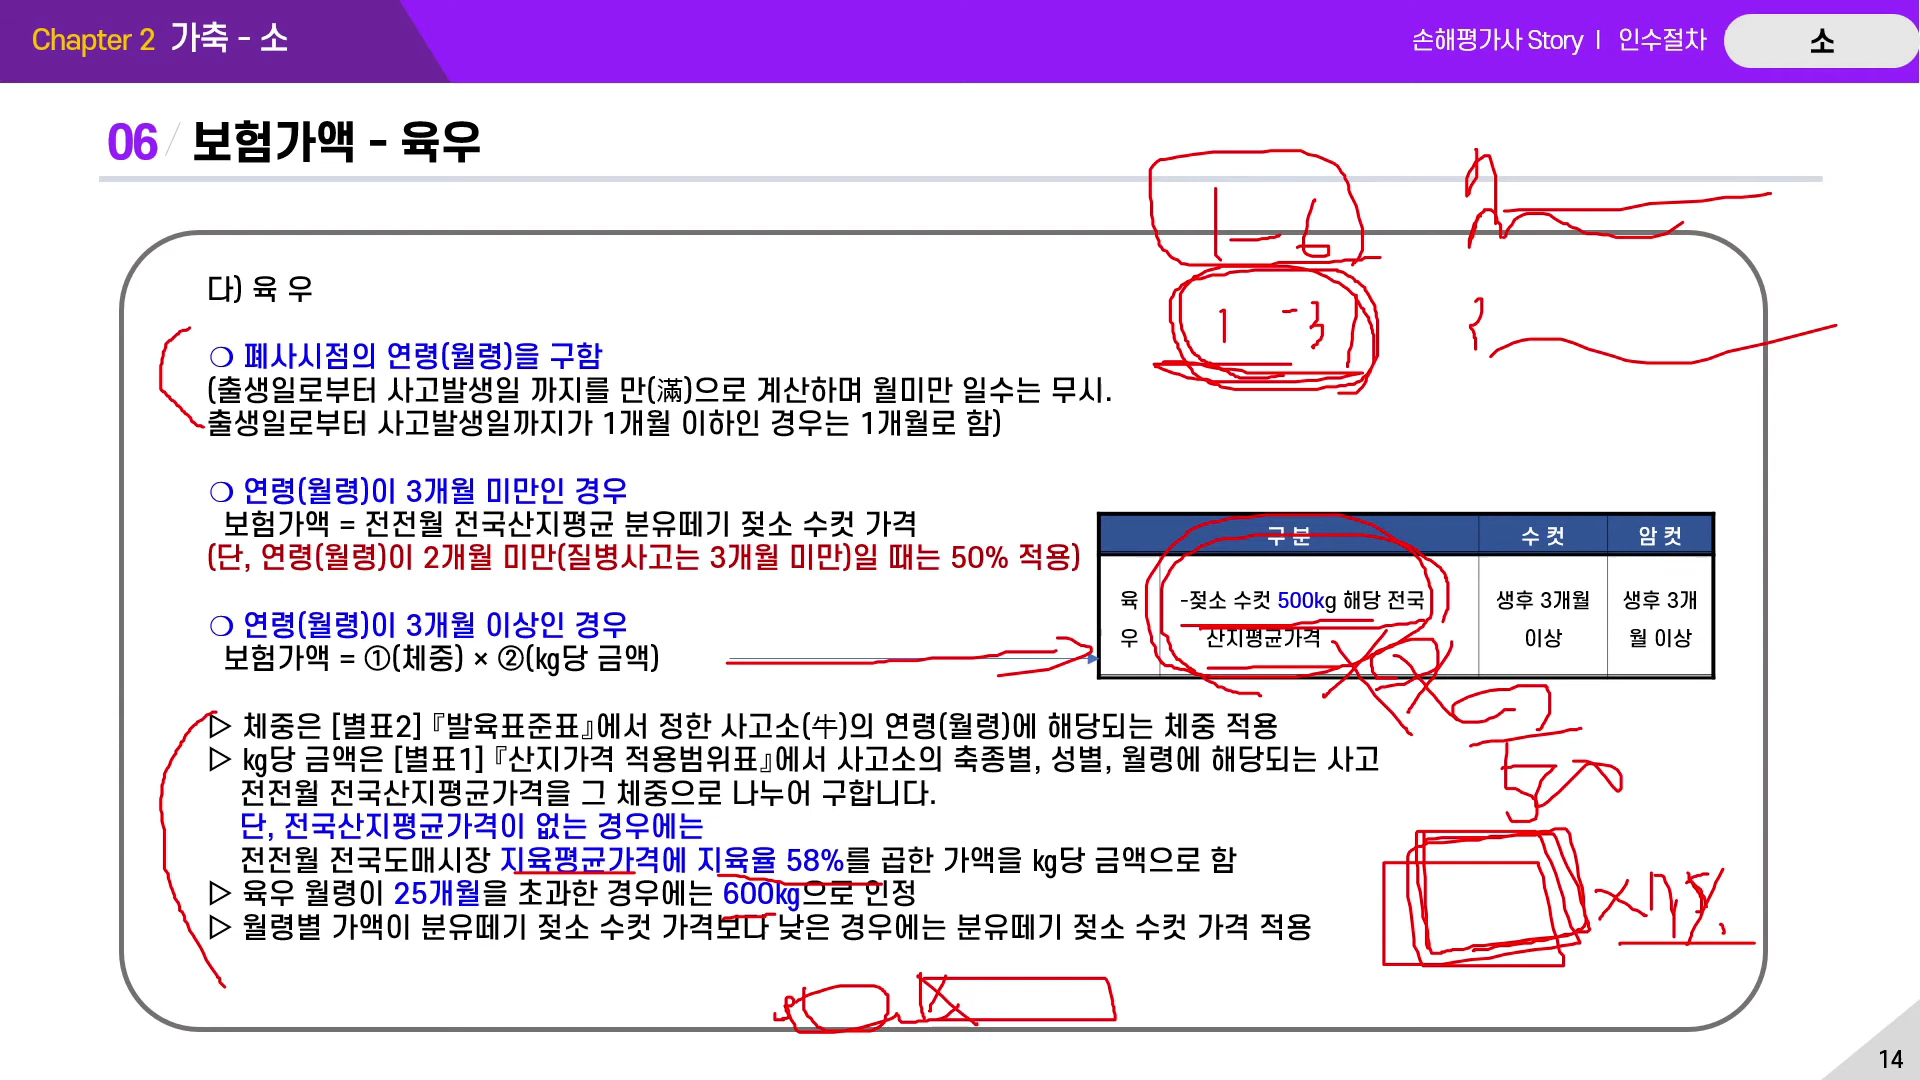 Chapter 2 가축 - 소
손해평가사 Story ㅣ 인수절차
소
06 / 보험가액 - 육우
1 - 6
1 - 3
다) 육 우
❍ 폐사시점의 연령(월령)을 구함
(출생일로부터 사고발생일 까지를 만(滿)으로 계산하며 월미만 일수는 무시.
출생일로부터 사고발생일까지가 1개월 이하인 경우는 1개월로 함)
❍ 연령(월령)이 3개월 미만인 경우
보험가액 = 전전월 전국산지평균 분유떼기 젖소 수컷 가격
(단, 연령(월령)이 2개월 미만(질병사고는 3개월 미만)일 때는 50% 적용)
❍ 연령(월령)이 3개월 이상인 경우
보험가액 = ①(체중) × ②(kg당 금액)
구 분 수 컷 암 컷
육 -젖소 수컷 500kg 해당 전국 생후 3개월 생후 3개
우 산지평균가격 이상 월 이상
▷ 체중은 [별표2]『발육표준표』에서 정한 사고소(牛)의 연령(월령)에 해당되는 체중 적용
▷ kg당 금액은 [별표1]『산지가격 적용범위표』에서 사고소의 축종별, 성별, 월령에 해당되는 사고
전전월 전국산지평균가격을 그 체중으로 나누어 구합니다.
단, 전국산지평균가격이 없는 경우에는
전전월 전국도매시장 지육평균가격에 지육율 58%를 곱한 가액을 kg당 금액으로 함
▷ 육우 월령이 25개월을 초과한 경우에는 600kg으로 인정
▷ 월령별 가액이 분유떼기 젖소 수컷 가격보다 낮은 경우에는 분유떼기 젖소 수컷 가격 적용
14